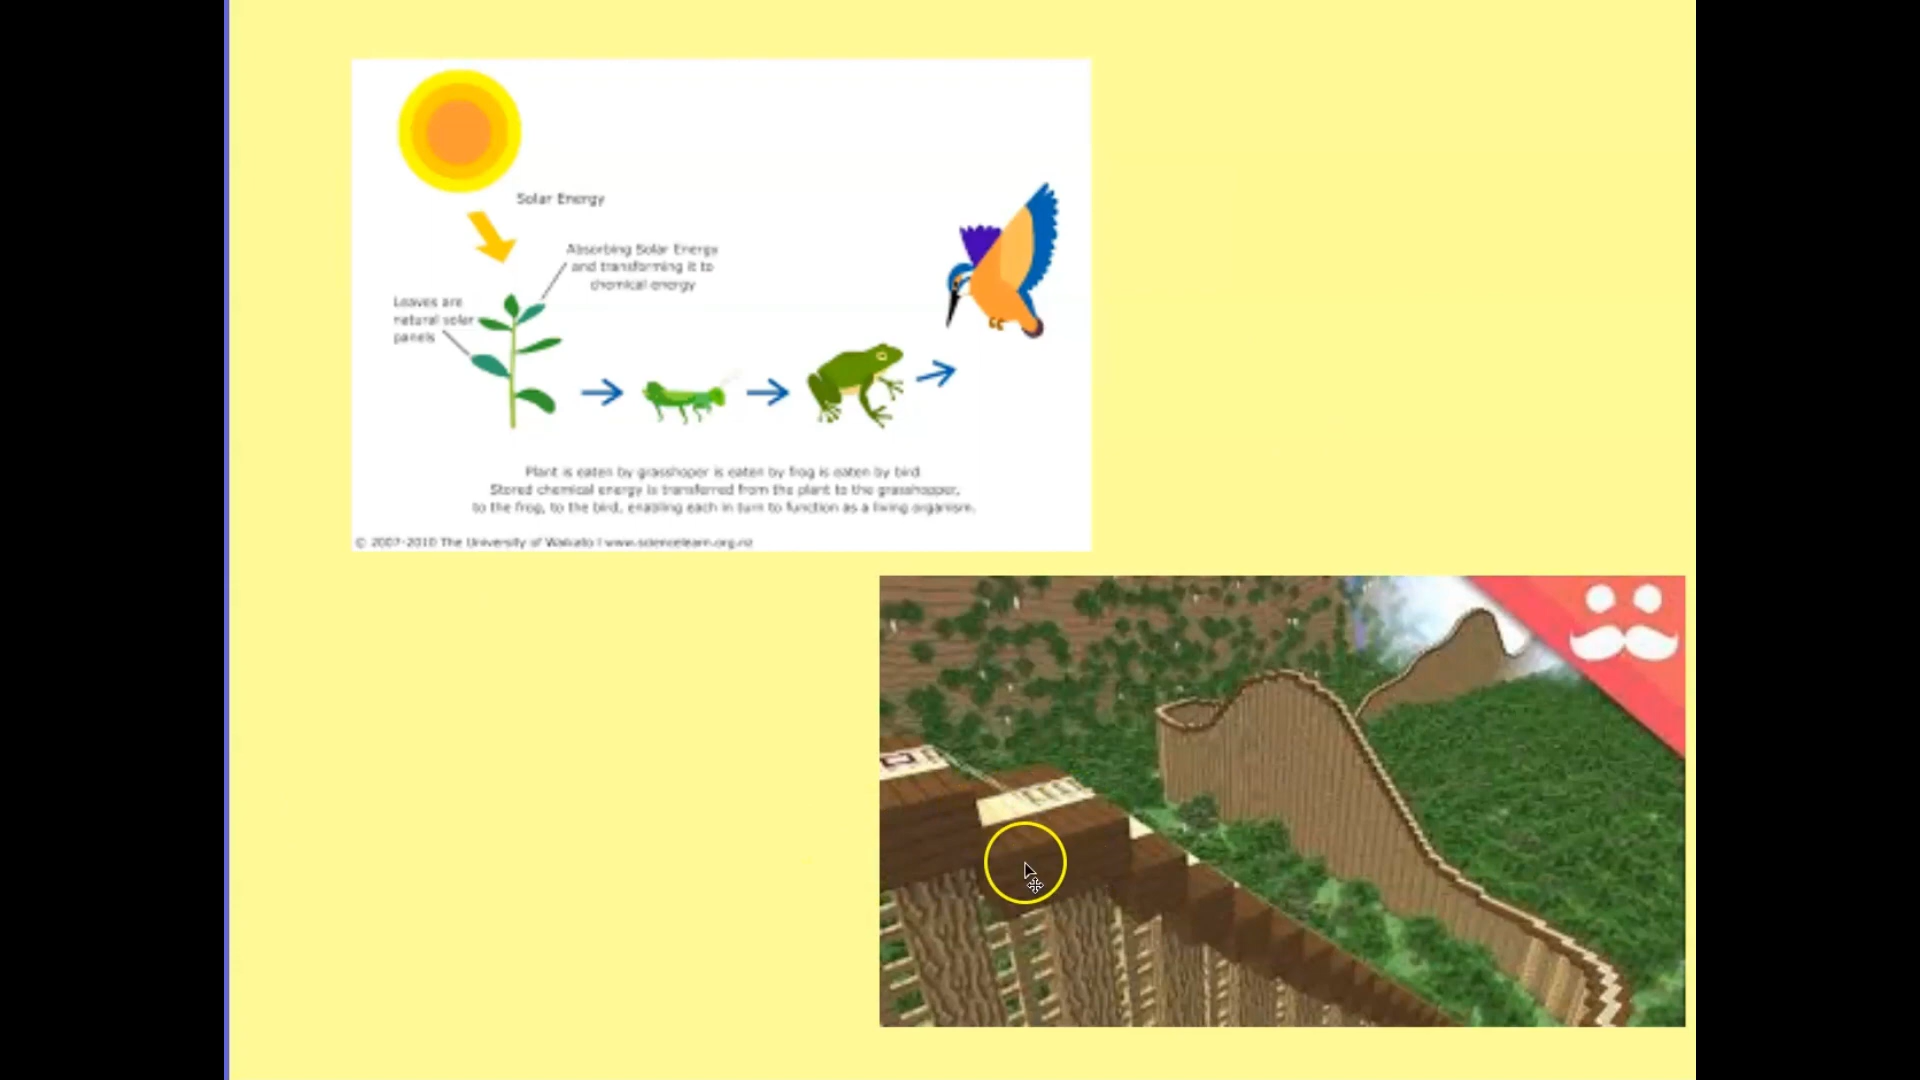 Solar Energy
Absorbing Solar Energy
and transforming it to
chemical energy
Leaves are
natural solar
panels
Plant is eaten by grasshoper is eaten by frog is eaten by bird
Stored chemical energy is transferred from the plant to the grasshopper,
to the frog, to the bird, enabling each in turn to function as a living organism.
© 2007-2010 The University of Waikato | www.sciencelearn.org.nz